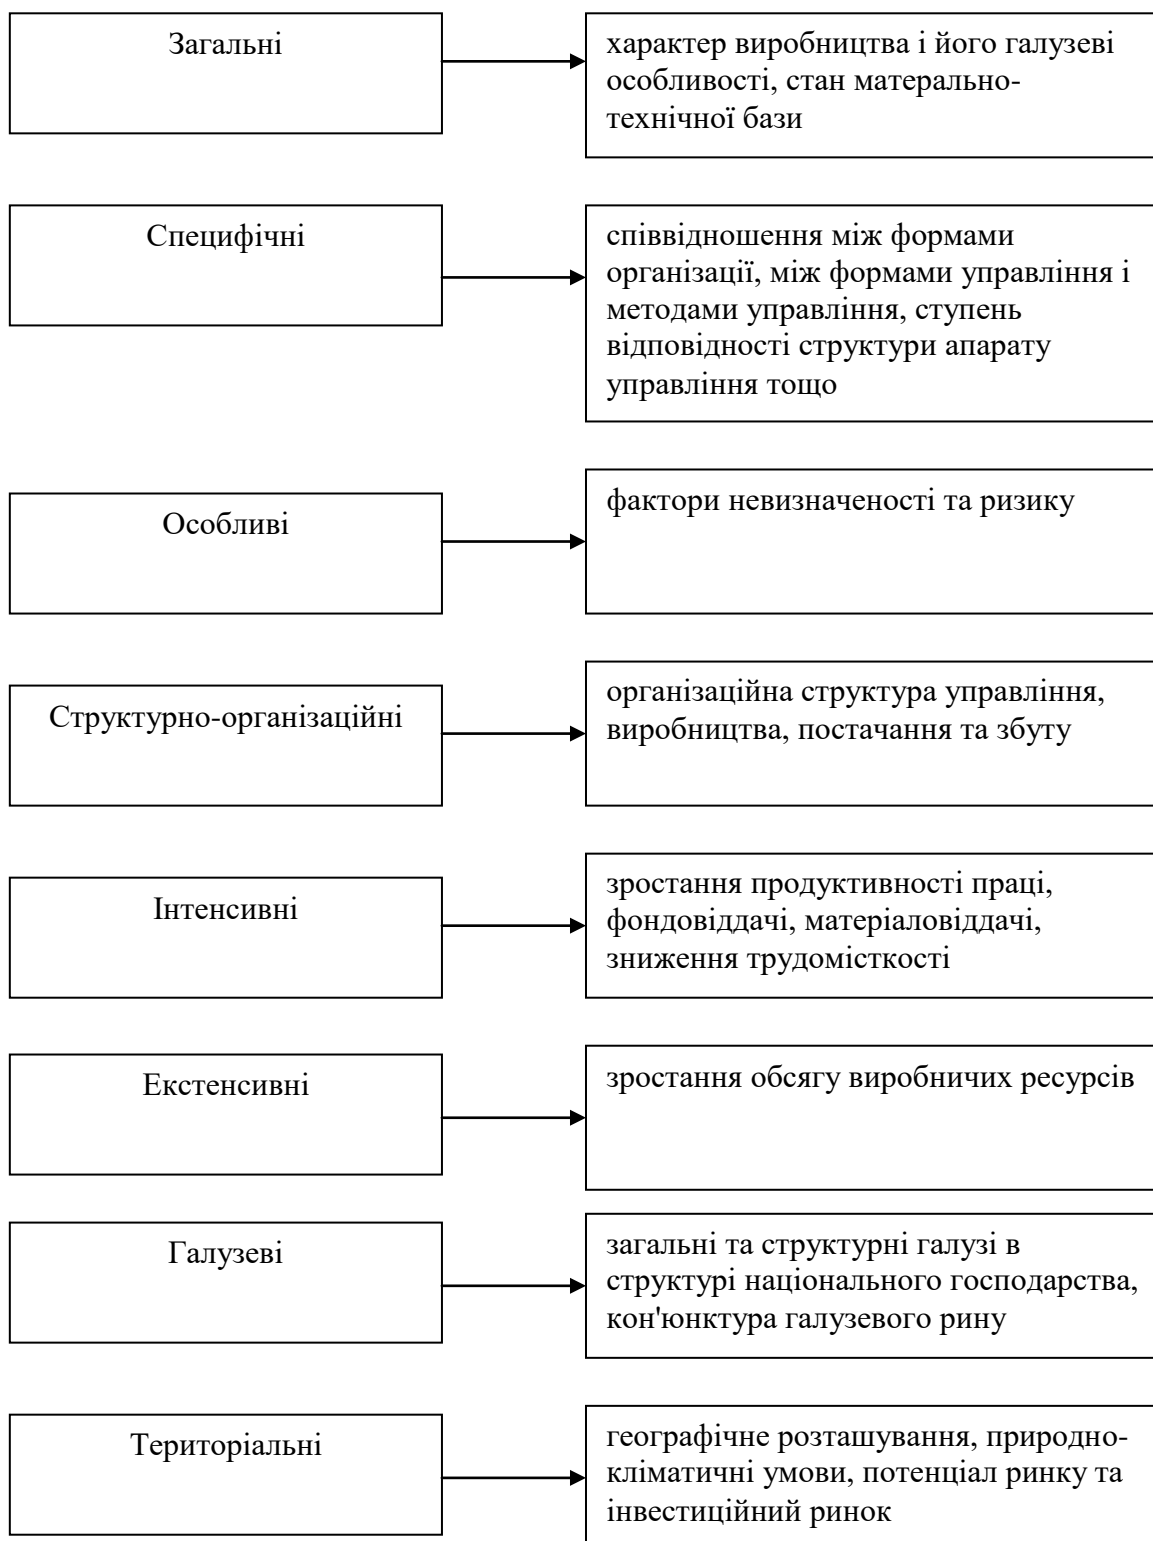 Загальні
характер виробництва і його галузеві
особливості, стан матерально-
технічної бази
Специфічні
співвідношення між формами
організації, між формами управління і
методами управління, ступень
відповідності структури апарату
управління тощо
Особливі
фактори невизначеності та ризику
Структурно-організаційні
організаційна структура управління,
виробництва, постачання та збуту
Інтенсивні
зростання продуктивності праці,
фондовіддачі, матеріаловіддачі,
зниження трудомісткості
Екстенсивні
зростання обсягу виробничих ресурсів
Галузеві
загальні та структурні галузі в
структурі національного господарства,
кон'юнктура галузевого рину
Територіальні
географічне розташування, природно-
кліматичні умови, потенціал ринку та
інвестиційний ринок